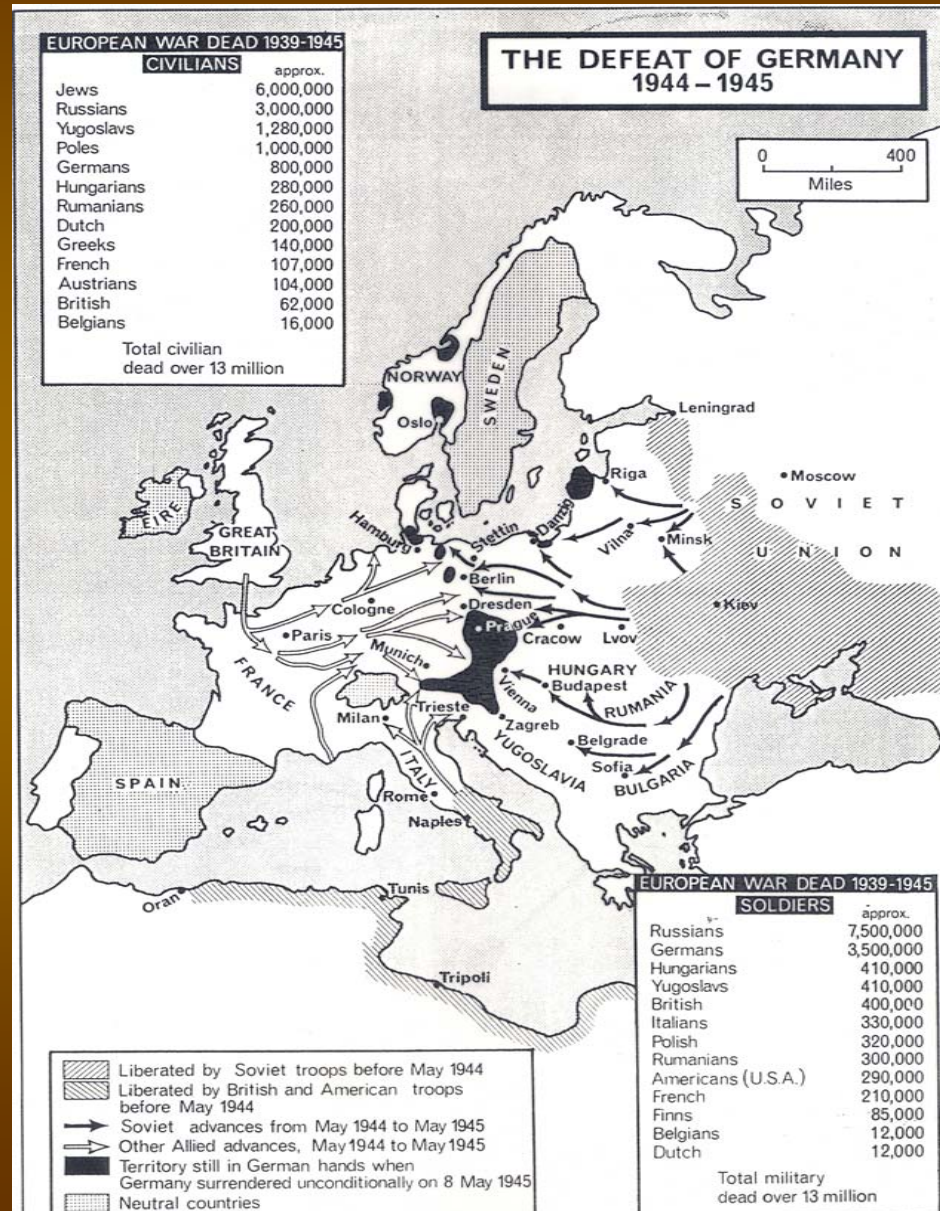 EUROPEAN WAR DEAD 1939-1945
CIVILIANS
approx.
Jews 6,000,000
Russians 3,000,000
Yugoslavs 1,280,000
Poles 1,000,000
Germans 800,000
Hungarians 280,000
Rumanians 260,000
Dutch 200,000
Greeks 140,000
French 107,000
Austrians 104,000
British 62,000
Belgians 16,000
Total civilian
dead over 13 million
THE DEFEAT OF GERMANY
1944–1945
0 400
Miles
NORWAY
SWEDEN
Oslo
Leningrad
Riga
Moscow
SOVIET
UNION
EIRE
GREAT
BRITAIN
Hamburg
Stettin
Danzig
Vilna
Minsk
Berlin
Cologne
Dresden
Kiev
Paris
Prague
Cracow
Lvov
Munich
FRANCE
HUNGARY
Vienna
Budapest
RUMANIA
Trieste
Milan
Zagreb
Belgrade
YUGOSLAVIA
ITALY
Sofia
BULGARIA
SPAIN
Rome
Naples
Oran
Tunis
Tripoli
EUROPEAN WAR DEAD 1939-1945
SOLDIERS
approx.
Russians 7,500,000
Germans 3,500,000
Hungarians 410,000
Yugoslavs 410,000
British 400,000
Italians 330,000
Polish 320,000
Rumanians 300,000
Americans (U.S.A.) 290,000
French 210,000
Finns 85,000
Belgians 12,000
Dutch 12,000
Total military
dead over 13 million
Liberated by Soviet troops before May 1944
Liberated by British and American troops
before May 1944
Soviet advances from May 1944 to May 1945
Other Allied advances, May 1944 to May 1945
Territory still in German hands when
Germany surrendered unconditionally on 8 May 1945
Neutral countries